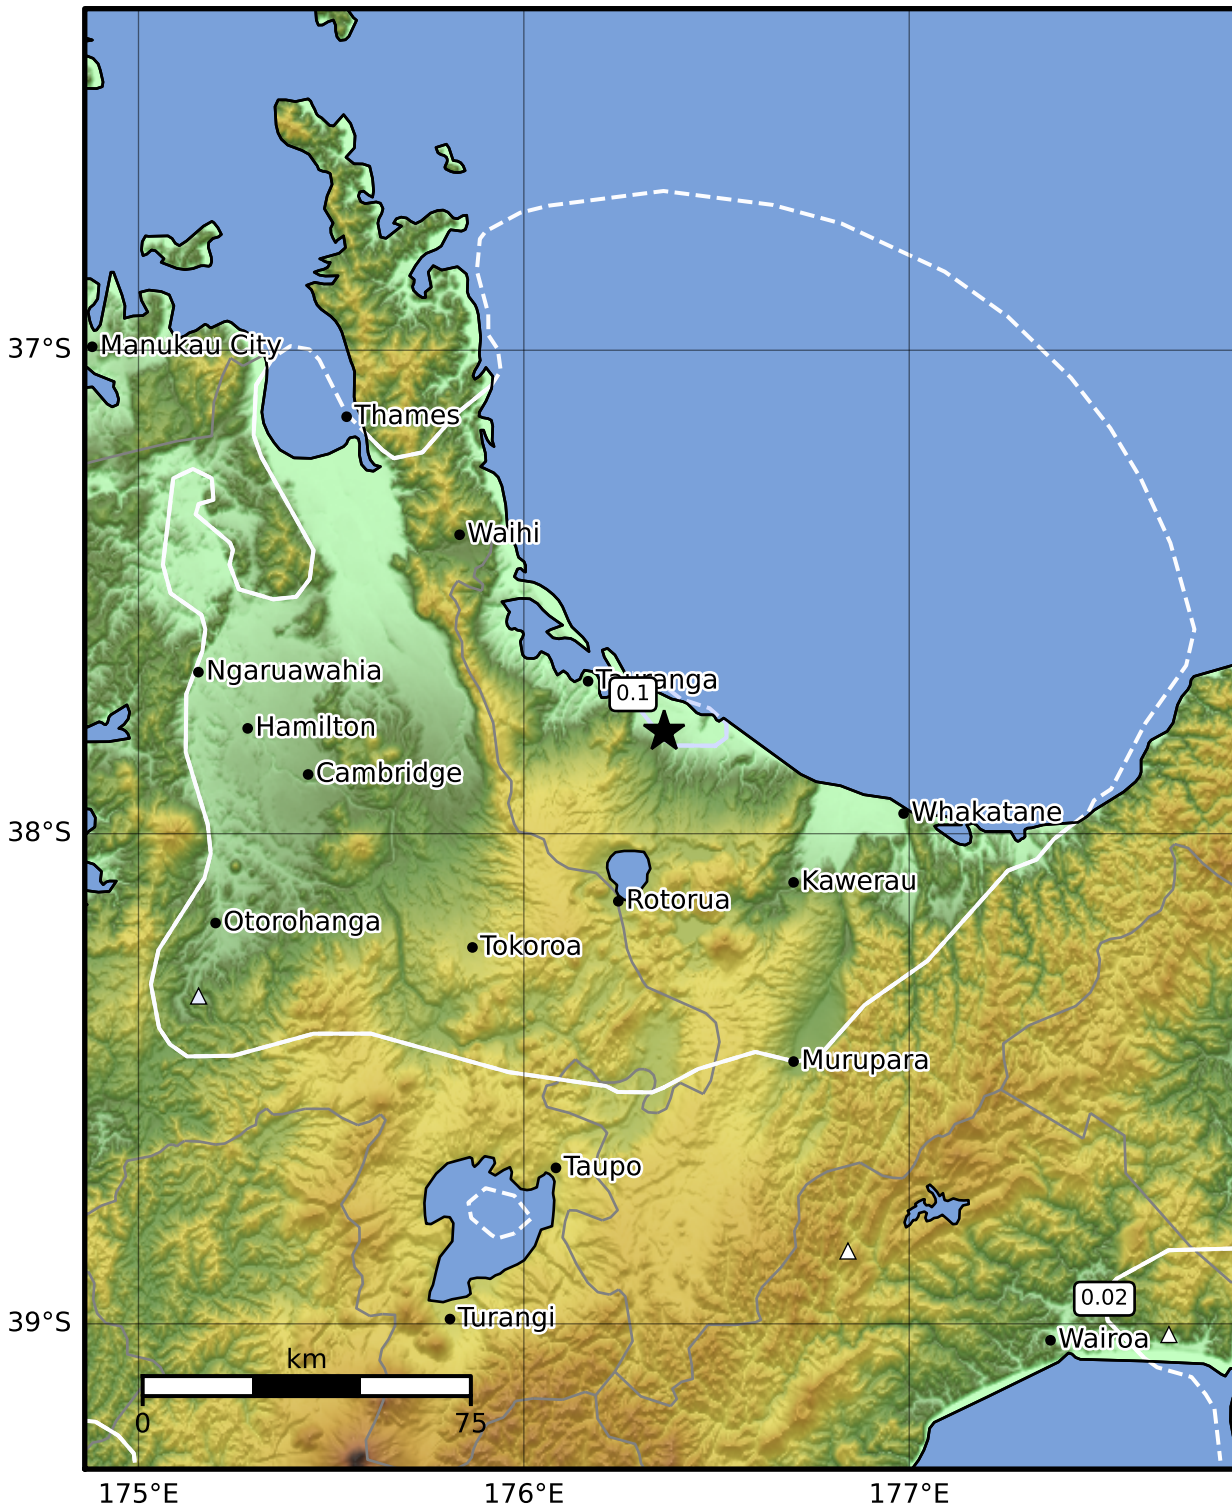 37°S
Manukau City
Thames
Waihi
Ngaruawahia
Tauranga
0.1
Hamilton
Cambridge
Whakatane
38°S
Kawerau
Rotorua
Otorohanga
Tokoroa
Murupara
Taupo
0.02
39°S
Turangi
Wairoa
km
0 75
175°E 176°E 177°E